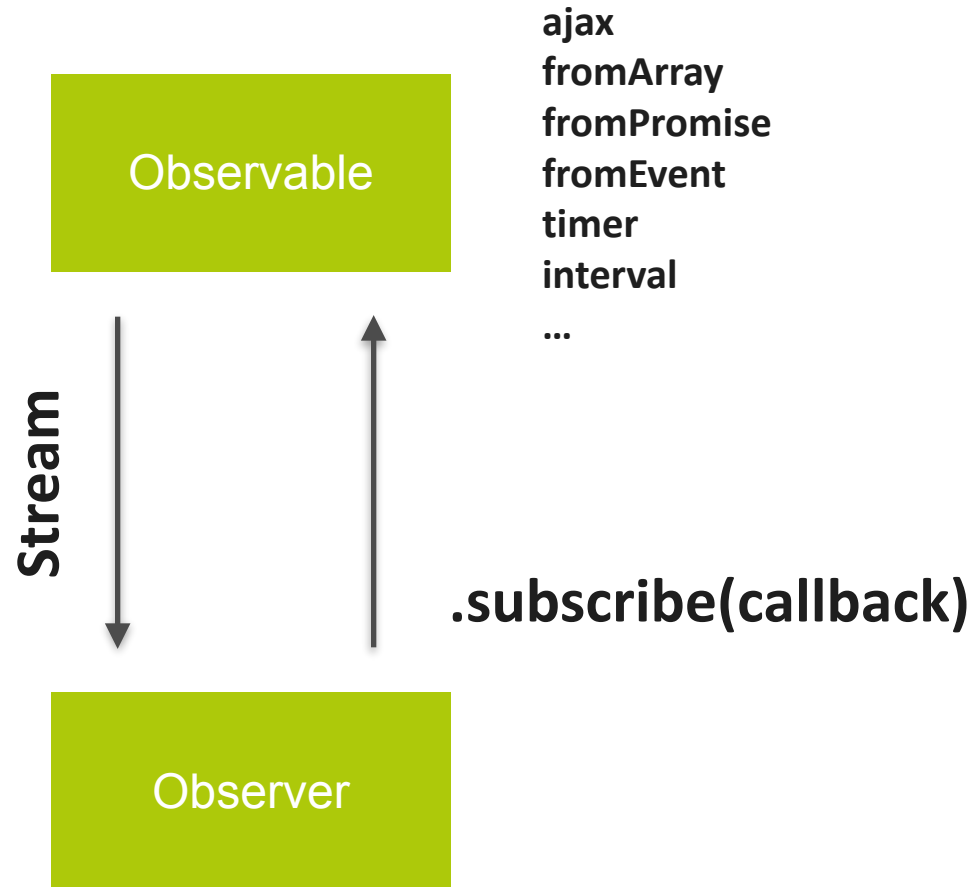 ajax
fromArray
fromPromise
fromEvent
timer
interval
…
Observable
Stream
.subscribe(callback)
Observer